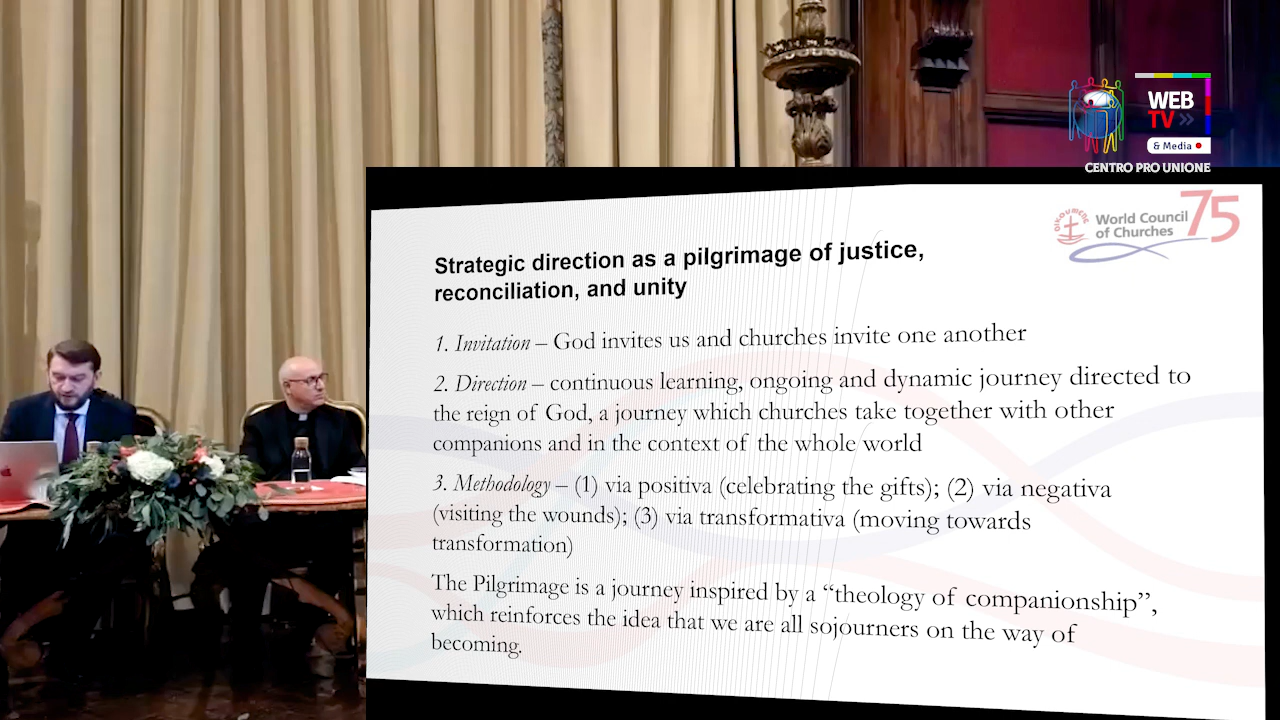 WEB
TV
& Media
CENTRO PRO UNIONE
ΟΙΚΟΥΜΕΝΕ
World Council
of Churches
75
Strategic direction as a pilgrimage of justice,
reconciliation, and unity
1. Invitation – God invites us and churches invite one another
2. Direction – continuous learning, ongoing and dynamic journey directed to
the reign of God, a journey which churches take together with other
companions and in the context of the whole world
3. Methodology – (1) via positiva (celebrating the gifts); (2) via negativa
(visiting the wounds); (3) via transformativa (moving towards
transformation)
The Pilgrimage is a journey inspired by a “theology of companionship”,
which reinforces the idea that we are all sojourners on the way of
becoming.